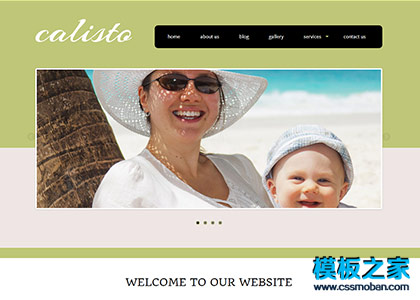 calisto
home about us blog gallery services contact us
WELCOME TO OUR WEBSITE
模板之家
www.cssmoban.com